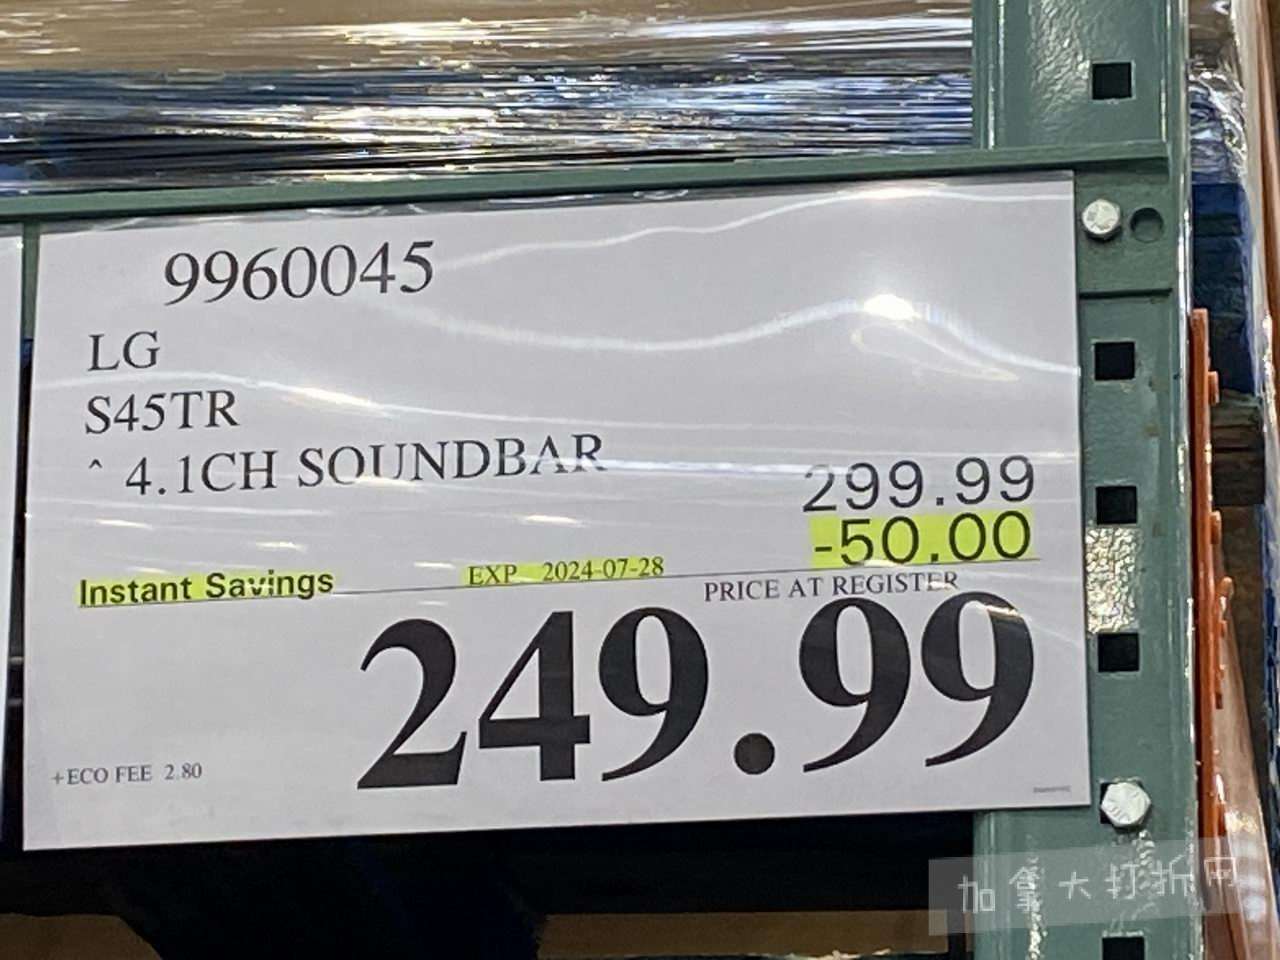 9960045
LG
S45TR
^ 4.1CH SOUNDBAR
299.99
-50.00
Instant Savings EXP 2024-07-28
PRICE AT REGISTER
249.99
+ECO FEE 2.80
加拿大打折网